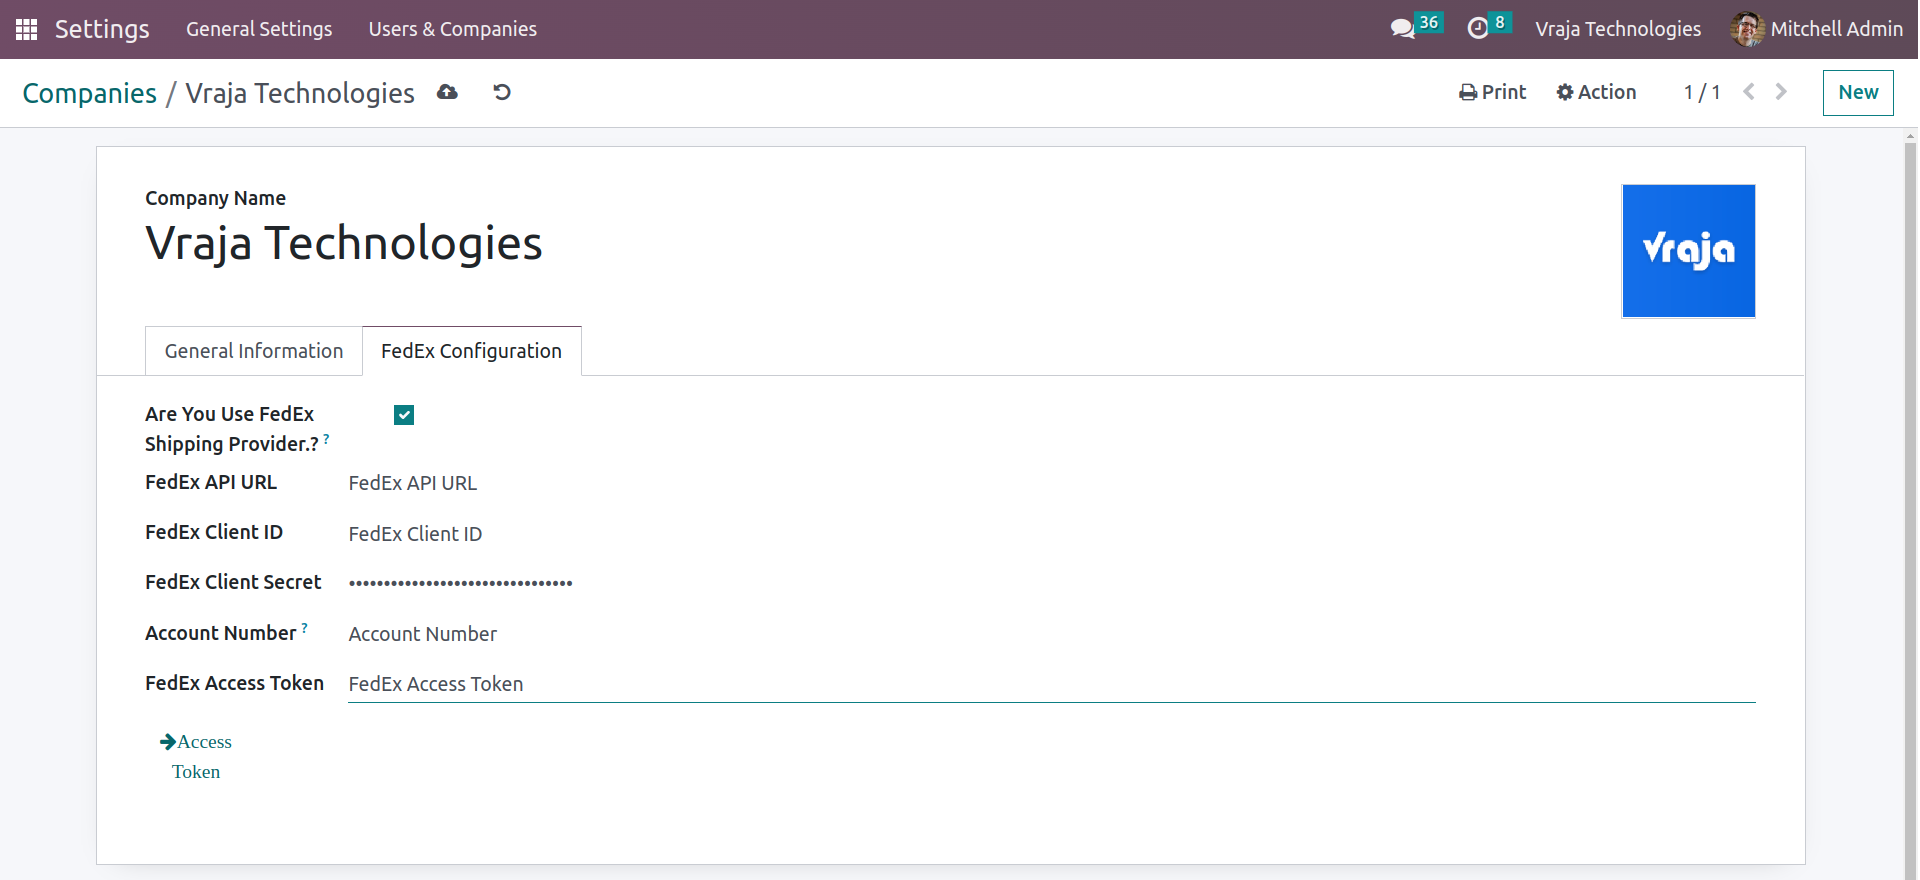 Settings General Settings Users & Companies 36 8 Vraja Technologies Mitchell Admin
Companies / Vraja Technologies Print Action 1 / 1 New
Company Name
Vraja Technologies
vraja
General Information FedEx Configuration
Are You Use FedEx
Shipping Provider.? ?
FedEx API URL FedEx API URL
FedEx Client ID FedEx Client ID
FedEx Client Secret ••••••••••••••••••••••••••••••••
Account Number ? Account Number
FedEx Access Token FedEx Access Token
Access
Token